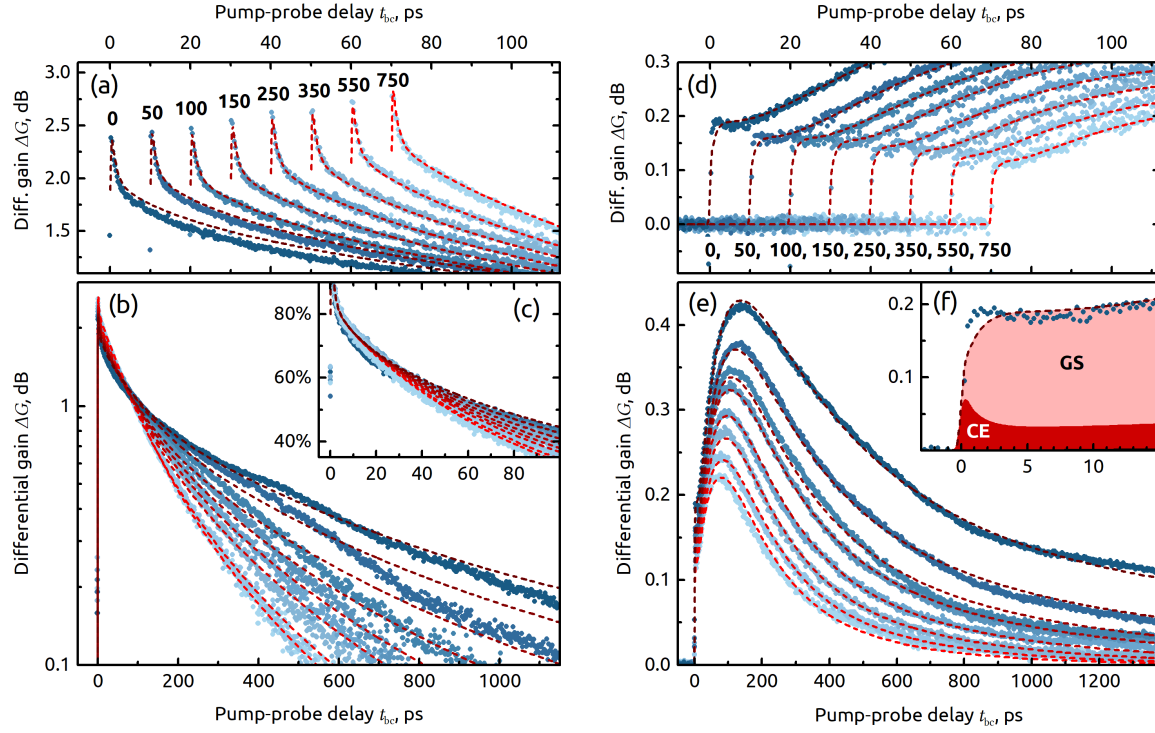 Pump-probe delay tbc, ps
0 20 40 60 80 100
(a)
3.0
2.5
2.0
1.5
Diff. gain ΔG, dB
0 50 100 150 250 350 550 750
(b)
1
0.1
Differential gain ΔG, dB
0 200 400 600 800 1000
Pump-probe delay tbc, ps
(c)
80%
60%
40%
0 20 40 60 80
Pump-probe delay tbc, ps
0 20 40 60 80 100
(d)
0.3
0.2
0.1
0.0
Diff. gain ΔG, dB
0, 50, 100, 150, 250, 350, 550, 750
(e)
0.4
0.3
0.2
0.1
0.0
Differential gain ΔG, dB
0 200 400 600 800 1000 1200
Pump-probe delay tbc, ps
(f)
0.2
0.1
GS
CE
0 5 10